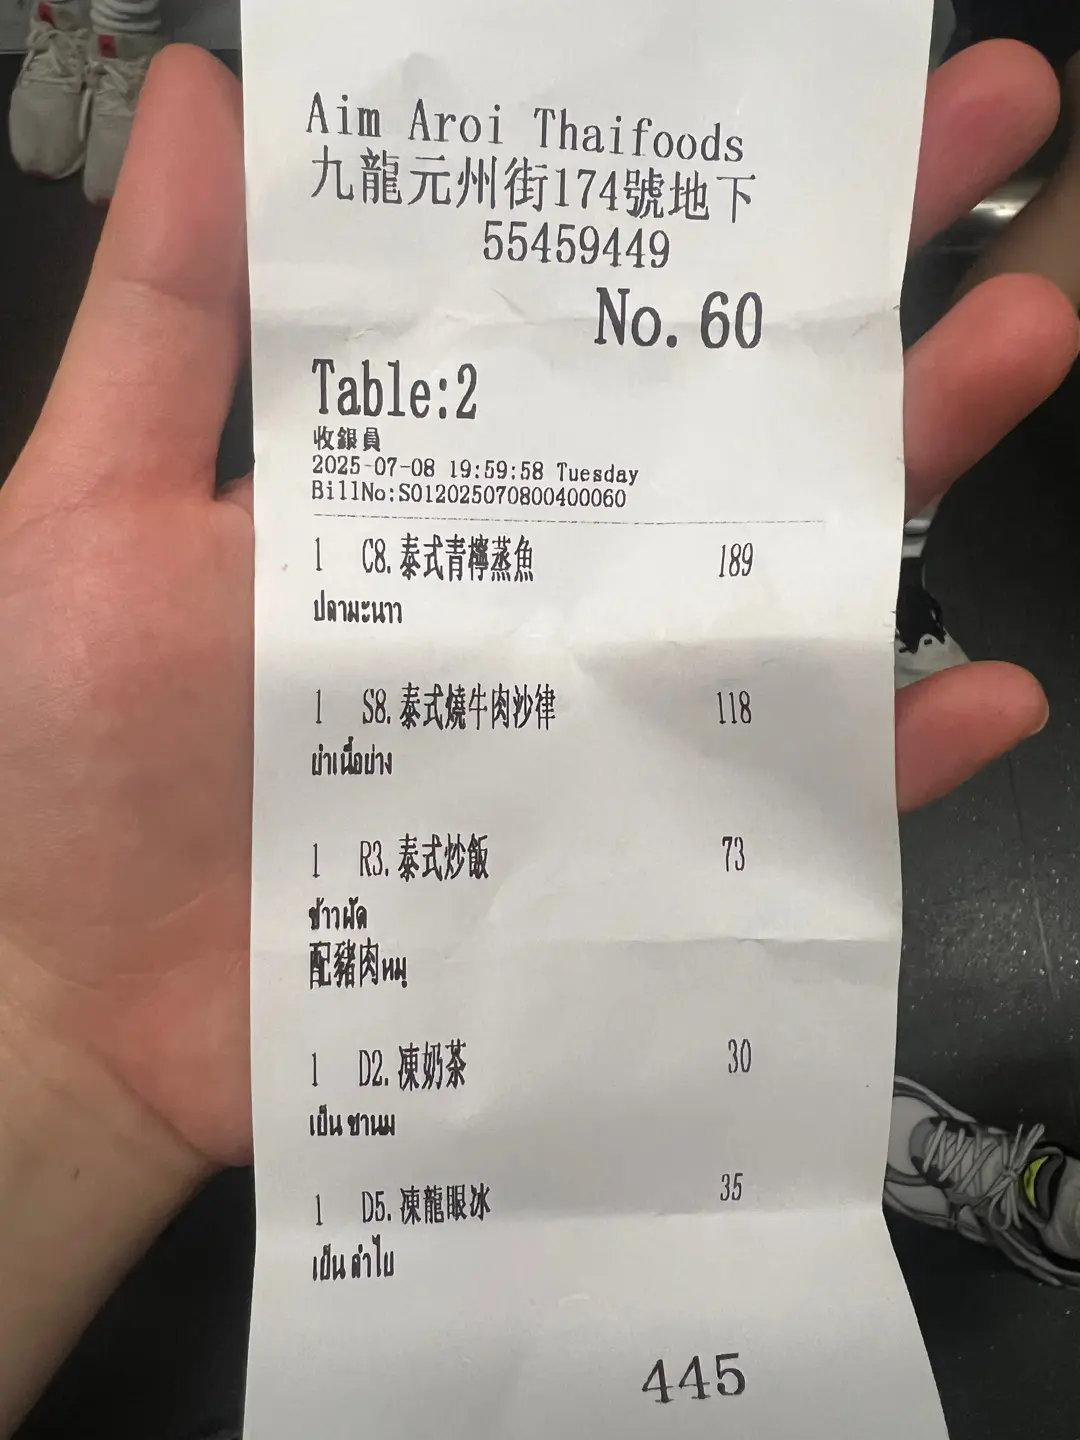 Aim Aroi Thaifoods
九龍元州街174號地下
55459449
No. 60
Table:2
收銀員
2025-07-08 19:59:58 Tuesday
BillNo:S012025070800400060
1 C8. 泰式青檸蒸魚 189
ปลามะนาว
1 S8. 泰式燒牛肉沙律 118
ยำเนื้อย่าง
1 R3. 泰式炒飯 73
ข้าวผัด
配豬肉หมู
1 D2. 凍奶茶 30
เย็น ชานม
1 D5. 凍龍眼冰 35
เย็น ลำไย
445